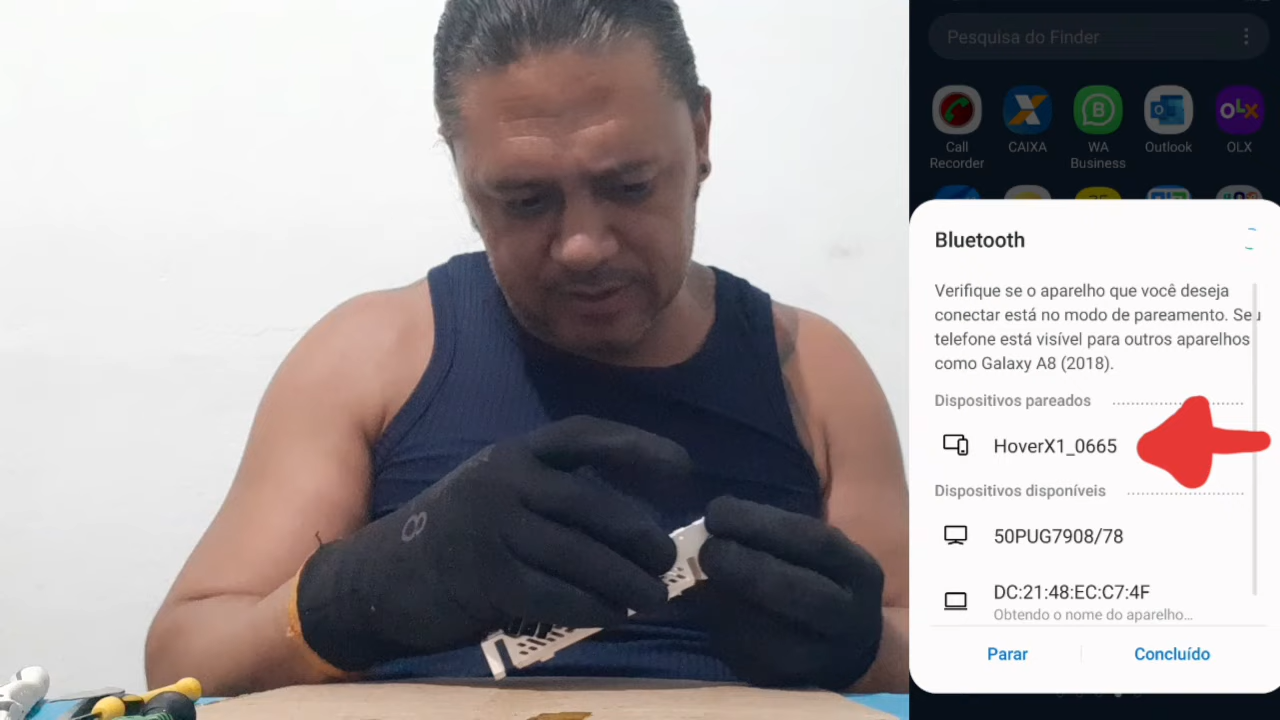 Pesquisa do Finder
Call
Recorder
CAIXA
WA
Business
Outlook
OLX
OLX
Bluetooth
Verifique se o aparelho que você deseja
conectar está no modo de pareamento. Seu
telefone está visível para outros aparelhos
como Galaxy A8 (2018).
Dispositivos pareados
HoverX1_0665
Dispositivos disponíveis
50PUG7908/78
DC:21:48:EC:C7:4F
Obtendo o nome do aparelho...
Parar
Concluído
8